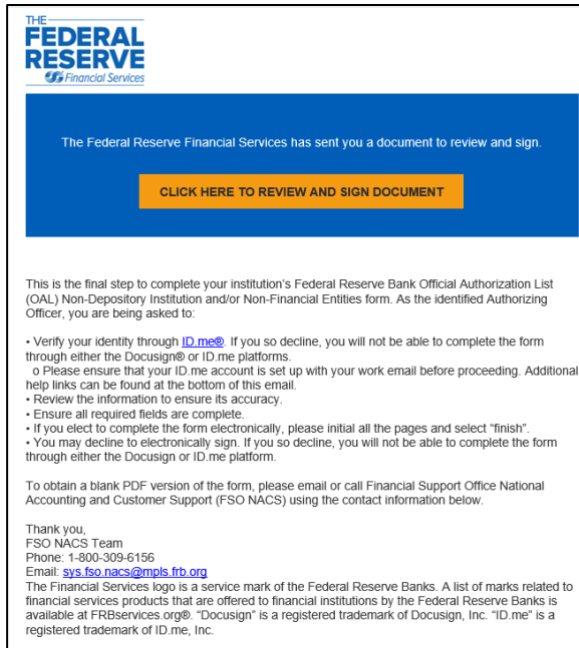 THE
FEDERAL
RESERVE
Financial Services
The Federal Reserve Financial Services has sent you a document to review and sign.
CLICK HERE TO REVIEW AND SIGN DOCUMENT
This is the final step to complete your institution's Federal Reserve Bank Official Authorization List
(OAL) Non-Depository Institution and/or Non-Financial Entities form. As the identified Authorizing
Officer, you are being asked to:
• Verify your identity through ID.me®. If you so decline, you will not be able to complete the form
through either the Docusign® or ID.me platforms.
o Please ensure that your ID.me account is set up with your work email before proceeding. Additional
help links can be found at the bottom of this email.
• Review the information to ensure its accuracy.
• Ensure all required fields are complete.
• If you elect to complete the form electronically, please initial all the pages and select “finish”.
• You may decline to electronically sign. If you so decline, you will not be able to complete the form
through either the Docusign or ID.me platform.
To obtain a blank PDF version of the form, please email or call Financial Support Office National
Accounting and Customer Support (FSO NACS) using the contact information below.
Thank you,
FSO NACS Team
Phone: 1-800-309-6156
Email: sys.fso.nacs@mpls.frb.org
The Financial Services logo is a service mark of the Federal Reserve Banks. A list of marks related to
financial services products that are offered to financial institutions by the Federal Reserve Banks is
available at FRBservices.org®. “Docusign” is a registered trademark of Docusign, Inc. “ID.me” is a
registered trademark of ID.me, Inc.